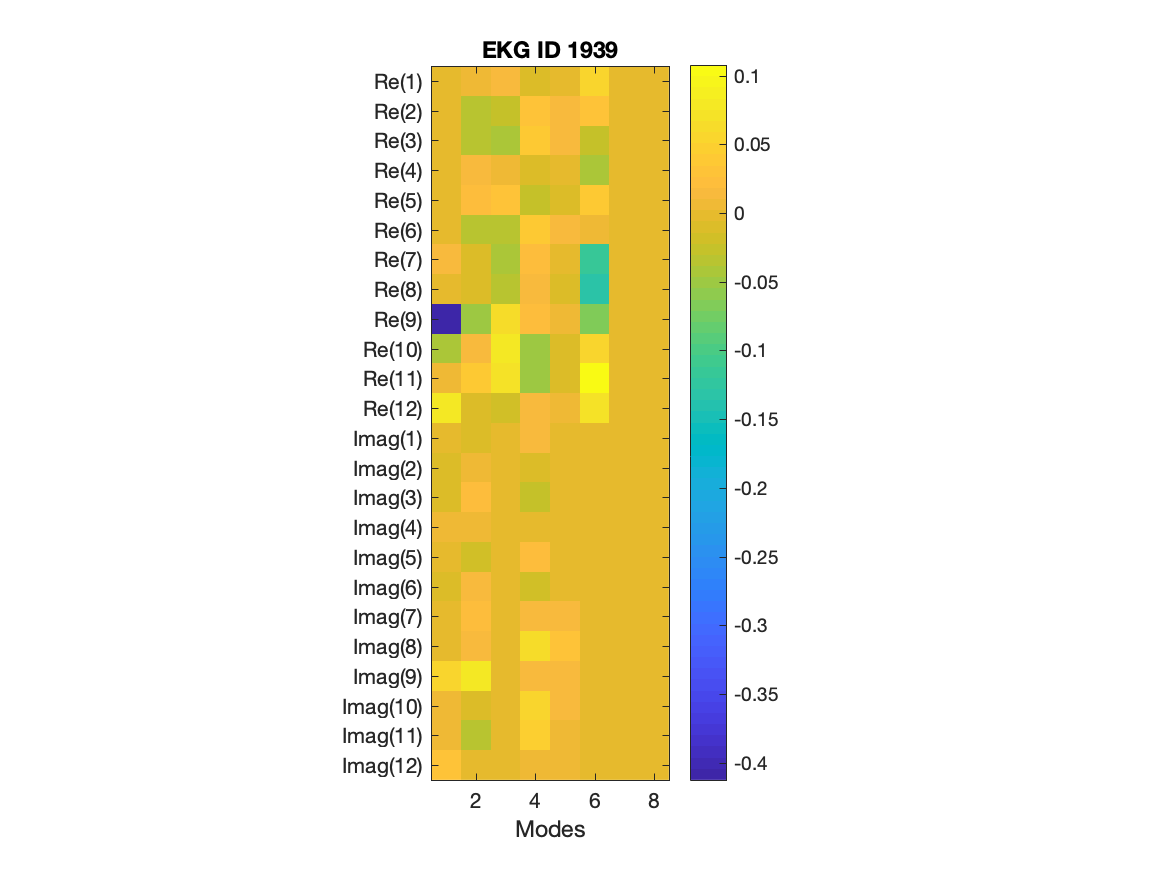 EKG ID 1939
Re(1)
Re(2)
Re(3)
Re(4)
Re(5)
Re(6)
Re(7)
Re(8)
Re(9)
Re(10)
Re(11)
Re(12)
Imag(1)
Imag(2)
Imag(3)
Imag(4)
Imag(5)
Imag(6)
Imag(7)
Imag(8)
Imag(9)
Imag(10)
Imag(11)
Imag(12)
2 4 6 8
Modes
0.1
0.05
0
-0.05
-0.1
-0.15
-0.2
-0.25
-0.3
-0.35
-0.4